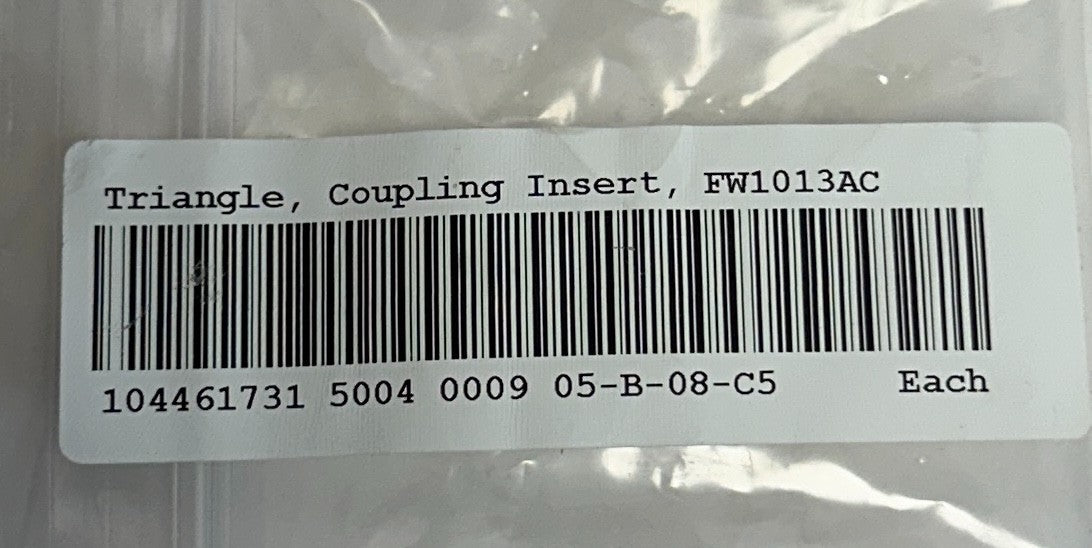 Triangle, Coupling Insert, FW1013AC
104461731 5004 0009 05-B-08-C5 Each